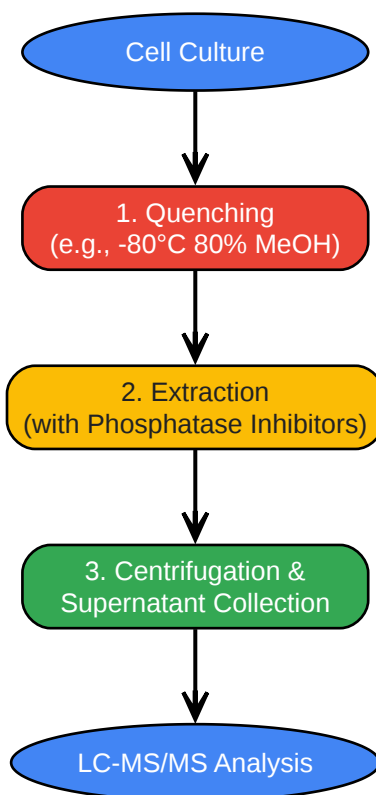 Cell Culture
1. Quenching
(e.g., -80°C 80% MeOH)
2. Extraction
(with Phosphatase Inhibitors)
3. Centrifugation &
Supernatant Collection
LC-MS/MS Analysis